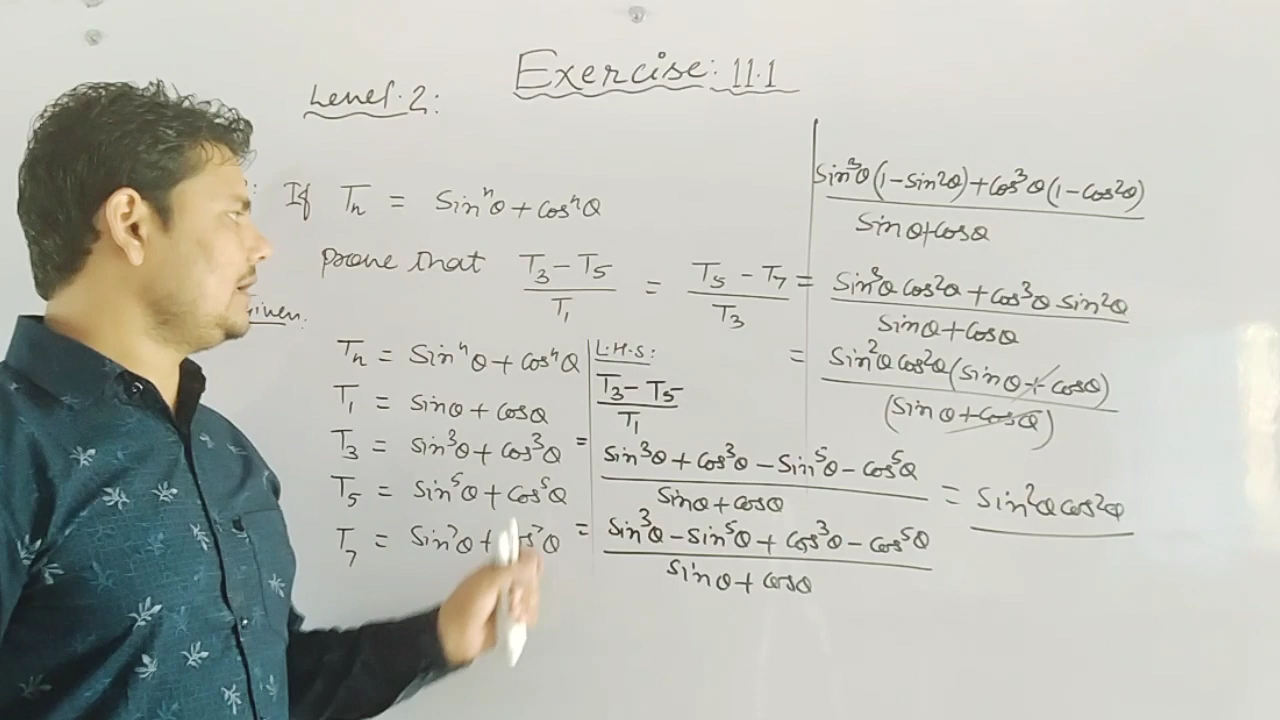 Exercise: 11.1
Level.2:
: If Tₙ = Sinⁿθ + Cosⁿθ
prove that (T₃ – T₅)/T₁ = (T₅ – T₇)/T₃
iven.
Tₙ = Sinⁿθ + Cosⁿθ
T₁ = Sinθ + Cosθ
T₃ = Sin³θ + Cos³θ
T₅ = Sin⁵θ + Cos⁵θ
T₇ = Sin⁷θ + Cos⁷θ
L.H.S:
(T₃ – T₅)/T₁
= (Sin³θ + Cos³θ – Sin⁵θ – Cos⁵θ)/(Sinθ + Cosθ)
= (Sin³θ – Sin⁵θ + Cos³θ – Cos⁵θ)/(Sinθ + Cosθ)
(Sin³θ(1–Sin²θ) + Cos³θ(1–Cos²θ))/(Sinθ + Cosθ)
= (Sin³θ Cos²θ + Cos³θ Sin²θ)/(Sinθ + Cosθ)
= (Sin²θ Cos²θ(Sinθ + Cosθ))/((Sinθ + Cosθ))
= Sin²θ Cos²θ